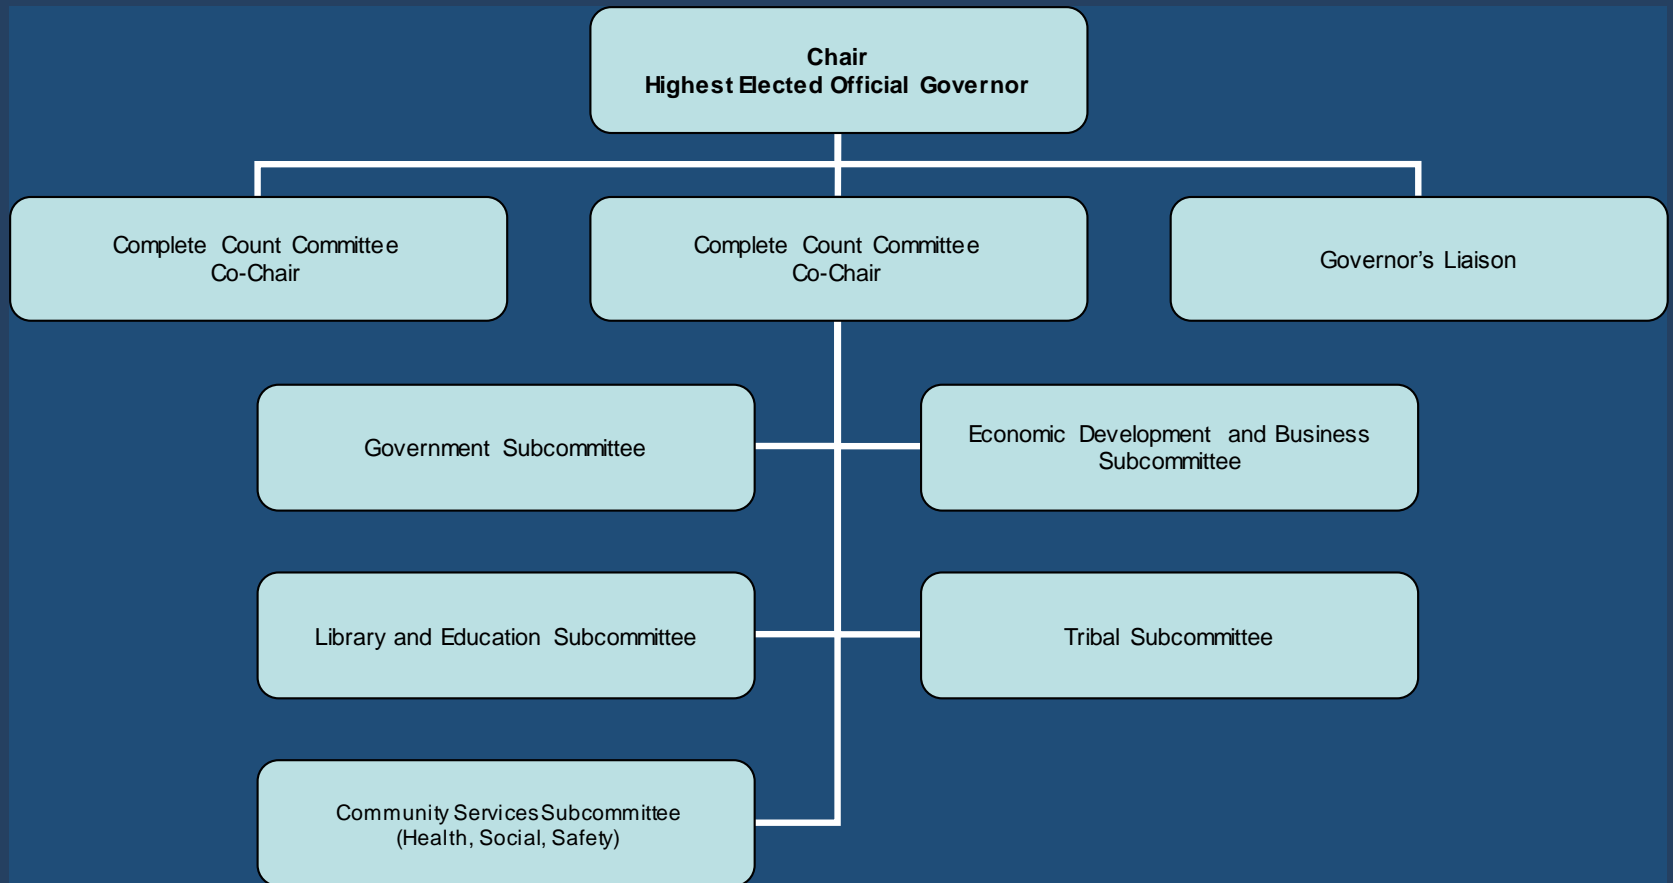 Chair
Highest Elected Official Governor
Complete Count Committee
Co-Chair
Complete Count Committee
Co-Chair
Governor’s Liaison
Government Subcommittee
Economic Development and Business
Subcommittee
Library and Education Subcommittee
Tribal Subcommittee
Community Services Subcommittee
(Health, Social, Safety)